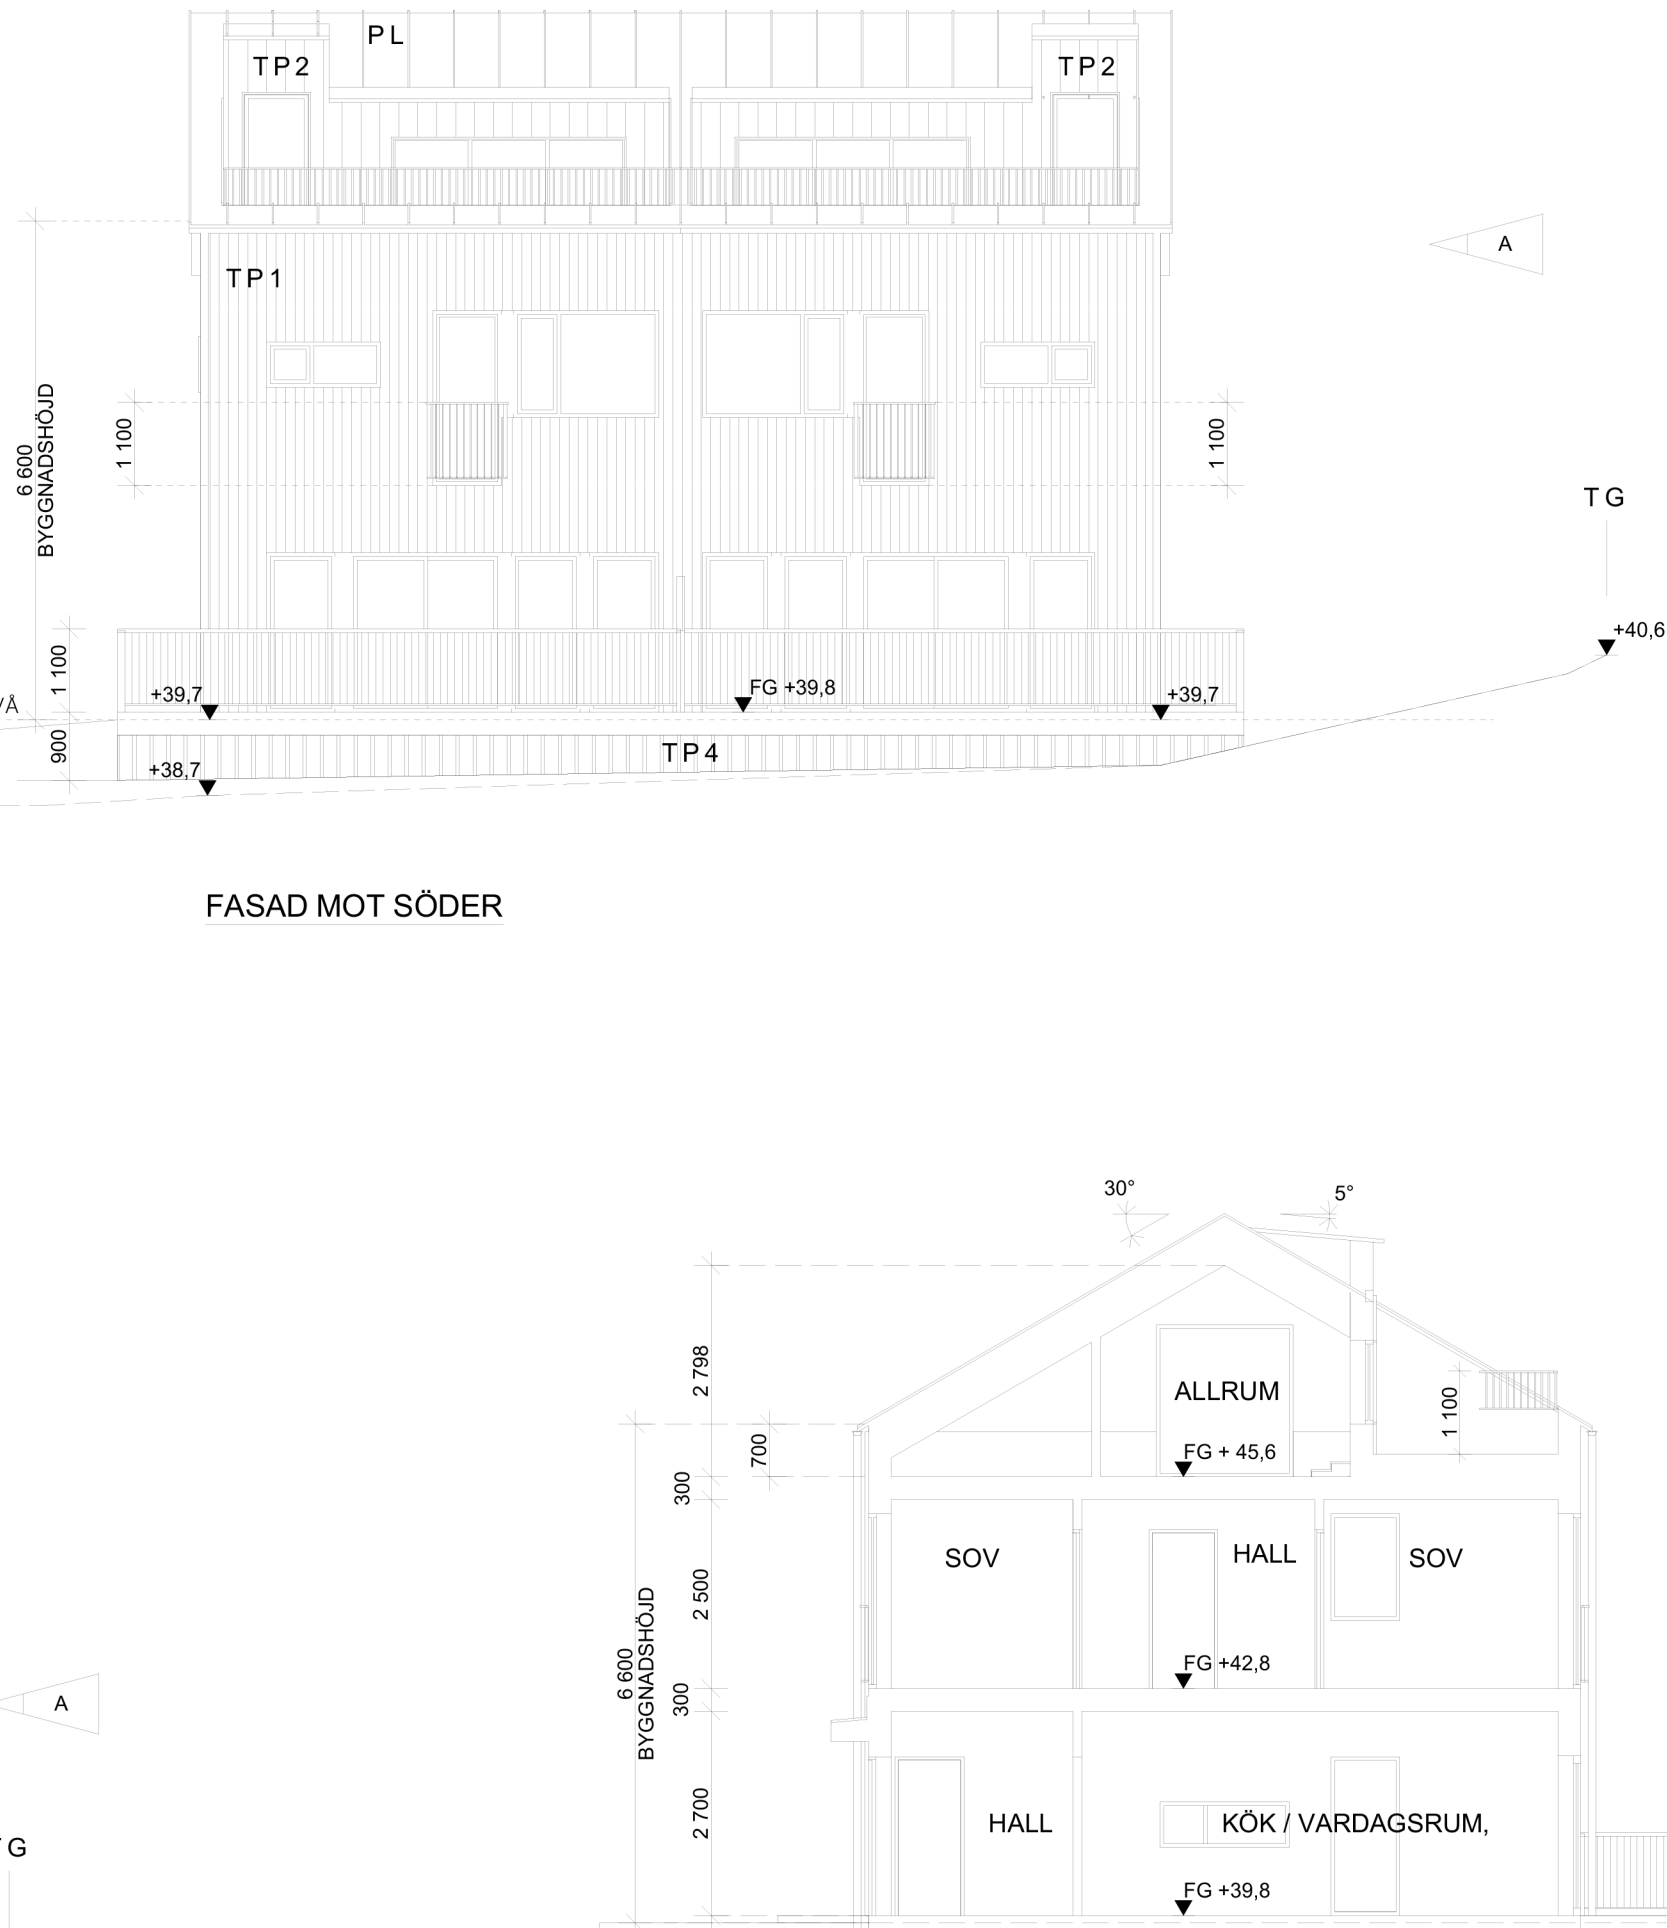 PL
TP2
TP2
A
TP1
6 600
BYGGNADSHÖJD
1 100
1 100
TG
+40,6
1 100
+39,7
FG +39,8
+39,7
900
TP4
+38,7
FASAD MOT SÖDER
30°
5°
2 798
ALLRUM
1 100
700
FG + 45,6
300
SOV
HALL
SOV
2 500
6 600
BYGGNADSHÖJD
FG +42,8
300
A
2 700
HALL
KÖK / VARDAGSRUM,
G
FG +39,8